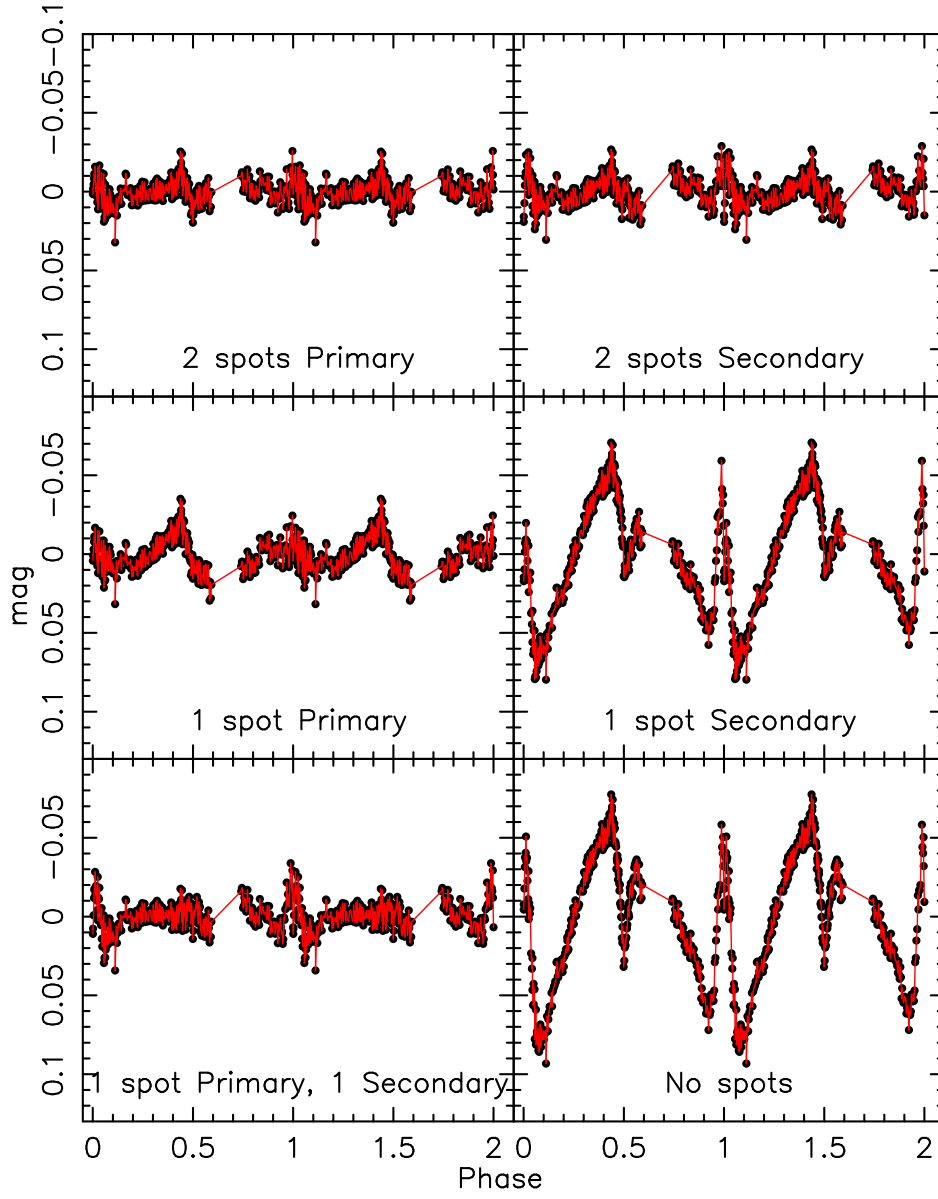 −0.1
−0.05
0
0.05
0.1
2 spots Primary
2 spots Secondary
−0.05
0
0.05
0.1
mag
1 spot Primary
1 spot Secondary
−0.05
0
0.05
0.1
1 spot Primary, 1 Secondary
No spots
0 0.5 1 1.5 2 0 0.5 1 1.5 2
Phase